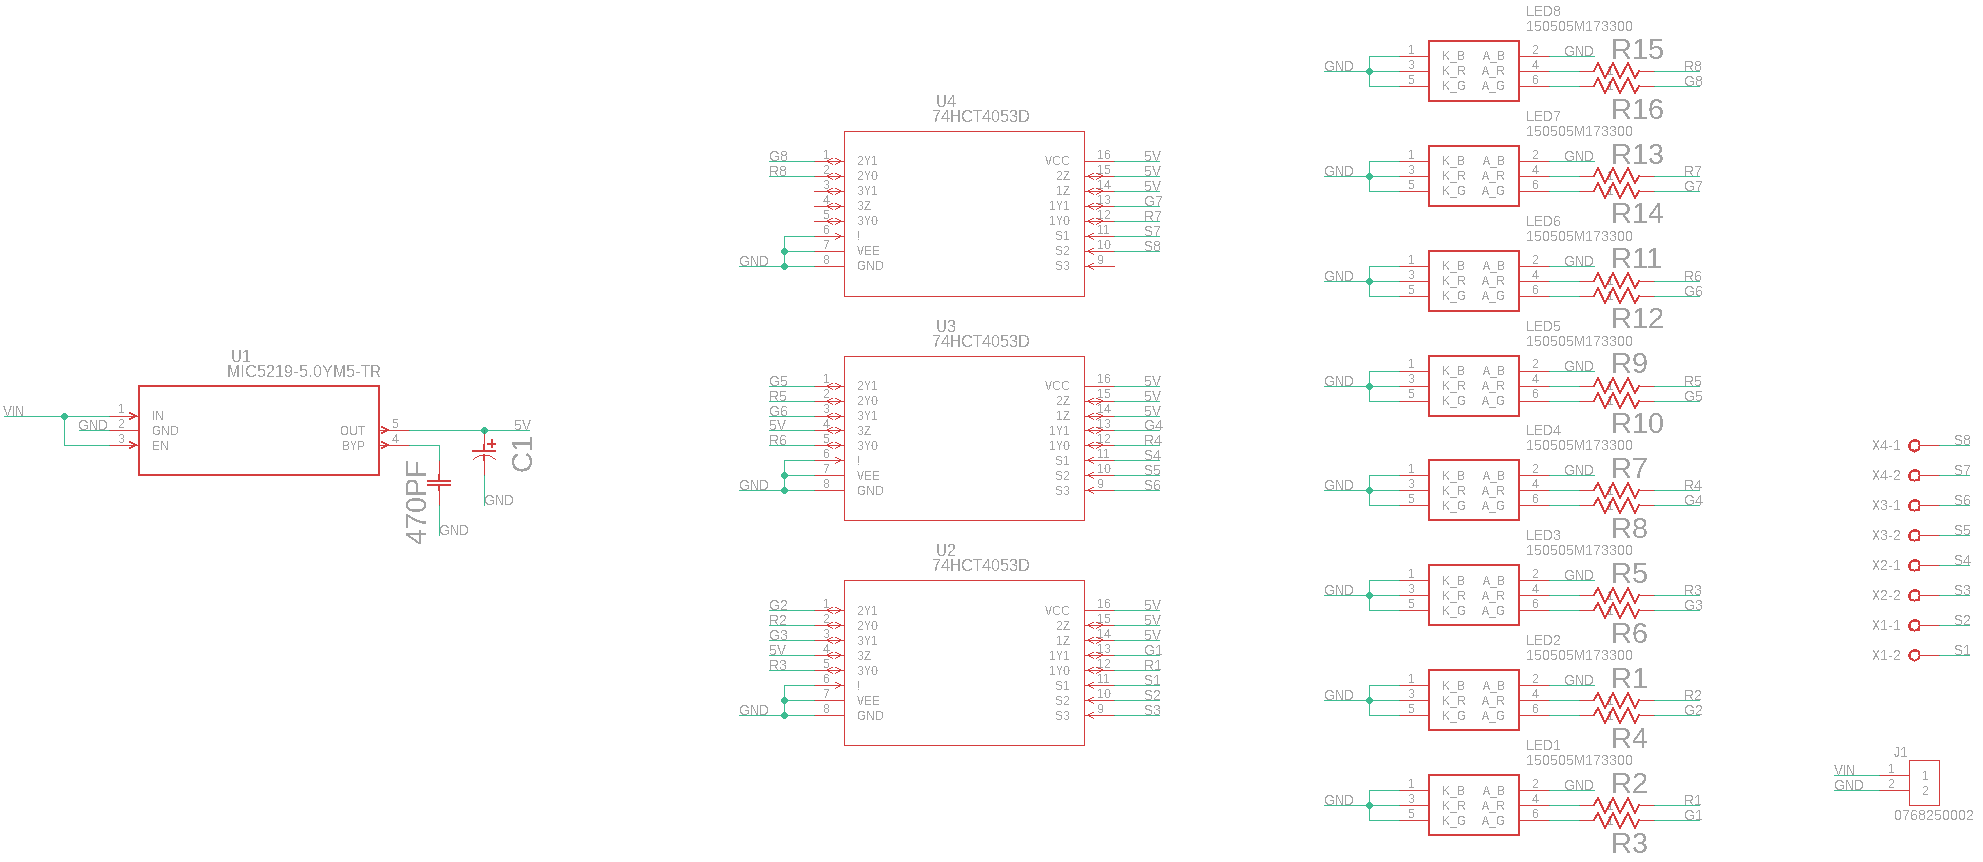 U1
MIC5219-5.0YM5-TR
VIN 1 IN
GND 2 GND
3 EN
OUT 5 5V
BYP 4
470PF
C1
GND
GND
U4
74HCT4053D
G8 1 2Y1 VCC 16 5V
R8 2 2Y0 2Z 15 5V
3 3Y1 1Z 14 5V
4 3Z 1Y1 13 G7
5 3Y0 1Y0 12 R7
6 ! S1 11 S7
7 VEE S2 10 S8
GND 8 GND S3 9
U3
74HCT4053D
G5 1 2Y1 VCC 16 5V
R5 2 2Y0 2Z 15 5V
G6 3 3Y1 1Z 14 5V
5V 4 3Z 1Y1 13 G4
R6 5 3Y0 1Y0 12 R4
6 ! S1 11 S4
7 VEE S2 10 S5
GND 8 GND S3 9 S6
U2
74HCT4053D
G2 1 2Y1 VCC 16 5V
R2 2 2Y0 2Z 15 5V
G3 3 3Y1 1Z 14 5V
5V 4 3Z 1Y1 13 G1
R3 5 3Y0 1Y0 12 R1
6 ! S1 11 S1
7 VEE S2 10 S2
GND 8 GND S3 9 S3
LED8
150505M173300
1 K_B A_B 2 GND R15
GND 3 K_R A_R 4 R8
5 K_G A_G 6 G8
R16
LED7
150505M173300
1 K_B A_B 2 GND R13
GND 3 K_R A_R 4 R7
5 K_G A_G 6 G7
R14
LED6
150505M173300
1 K_B A_B 2 GND R11
GND 3 K_R A_R 4 R6
5 K_G A_G 6 G6
R12
LED5
150505M173300
1 K_B A_B 2 GND R9
GND 3 K_R A_R 4 R5
5 K_G A_G 6 G5
R10
LED4
150505M173300
1 K_B A_B 2 GND R7
GND 3 K_R A_R 4 R4
5 K_G A_G 6 G4
R8
LED3
150505M173300
1 K_B A_B 2 GND R5
GND 3 K_R A_R 4 R3
5 K_G A_G 6 G3
R6
LED2
150505M173300
1 K_B A_B 2 GND R1
GND 3 K_R A_R 4 R2
5 K_G A_G 6 G2
R4
LED1
150505M173300
1 K_B A_B 2 GND R2
GND 3 K_R A_R 4 R1
5 K_G A_G 6 G1
R3
X4-1 S8
X4-2 S7
X3-1 S6
X3-2 S5
X2-1 S4
X2-2 S3
X1-1 S2
X1-2 S1
J1
VIN 1 1
GND 2 2
0768250002